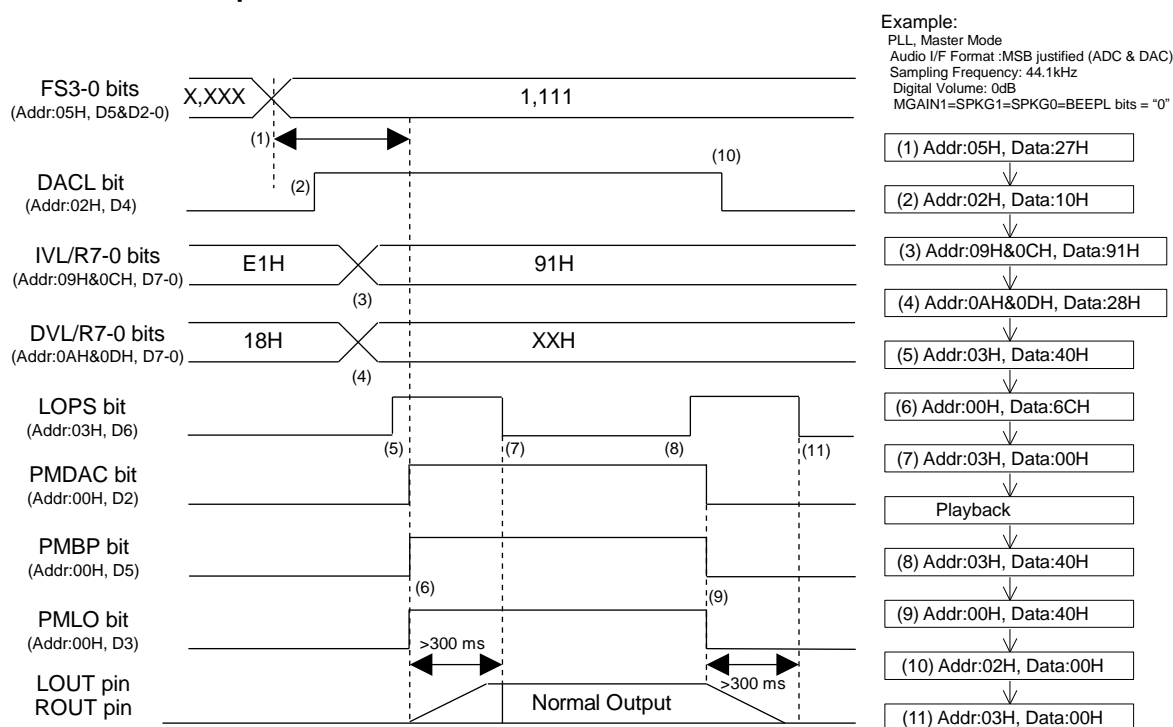 Example:
PLL, Master Mode
Audio I/F Format :MSB justified (ADC & DAC)
Sampling Frequency: 44.1kHz
Digital Volume: 0dB
MGAIN1=SPKG1=SPKG0=BEEPL bits = “0”
FS3-0 bits
(Addr:05H, D5&D2-0)
X,XXX
1,111
(1)
(10)
DACL bit
(Addr:02H, D4)
(2)
IVL/R7-0 bits
(Addr:09H&0CH, D7-0)
E1H
91H
(3)
DVL/R7-0 bits
(Addr:0AH&0DH, D7-0)
18H
XXH
(4)
LOPS bit
(Addr:03H, D6)
(5)
(7)
(8)
(11)
PMDAC bit
(Addr:00H, D2)
PMBP bit
(Addr:00H, D5)
(6)
(9)
PMLO bit
(Addr:00H, D3)
>300 ms
>300 ms
LOUT pin
ROUT pin
Normal Output
(1) Addr:05H, Data:27H
(2) Addr:02H, Data:10H
(3) Addr:09H&0CH, Data:91H
(4) Addr:0AH&0DH, Data:28H
(5) Addr:03H, Data:40H
(6) Addr:00H, Data:6CH
(7) Addr:03H, Data:00H
Playback
(8) Addr:03H, Data:40H
(9) Addr:00H, Data:40H
(10) Addr:02H, Data:00H
(11) Addr:03H, Data:00H